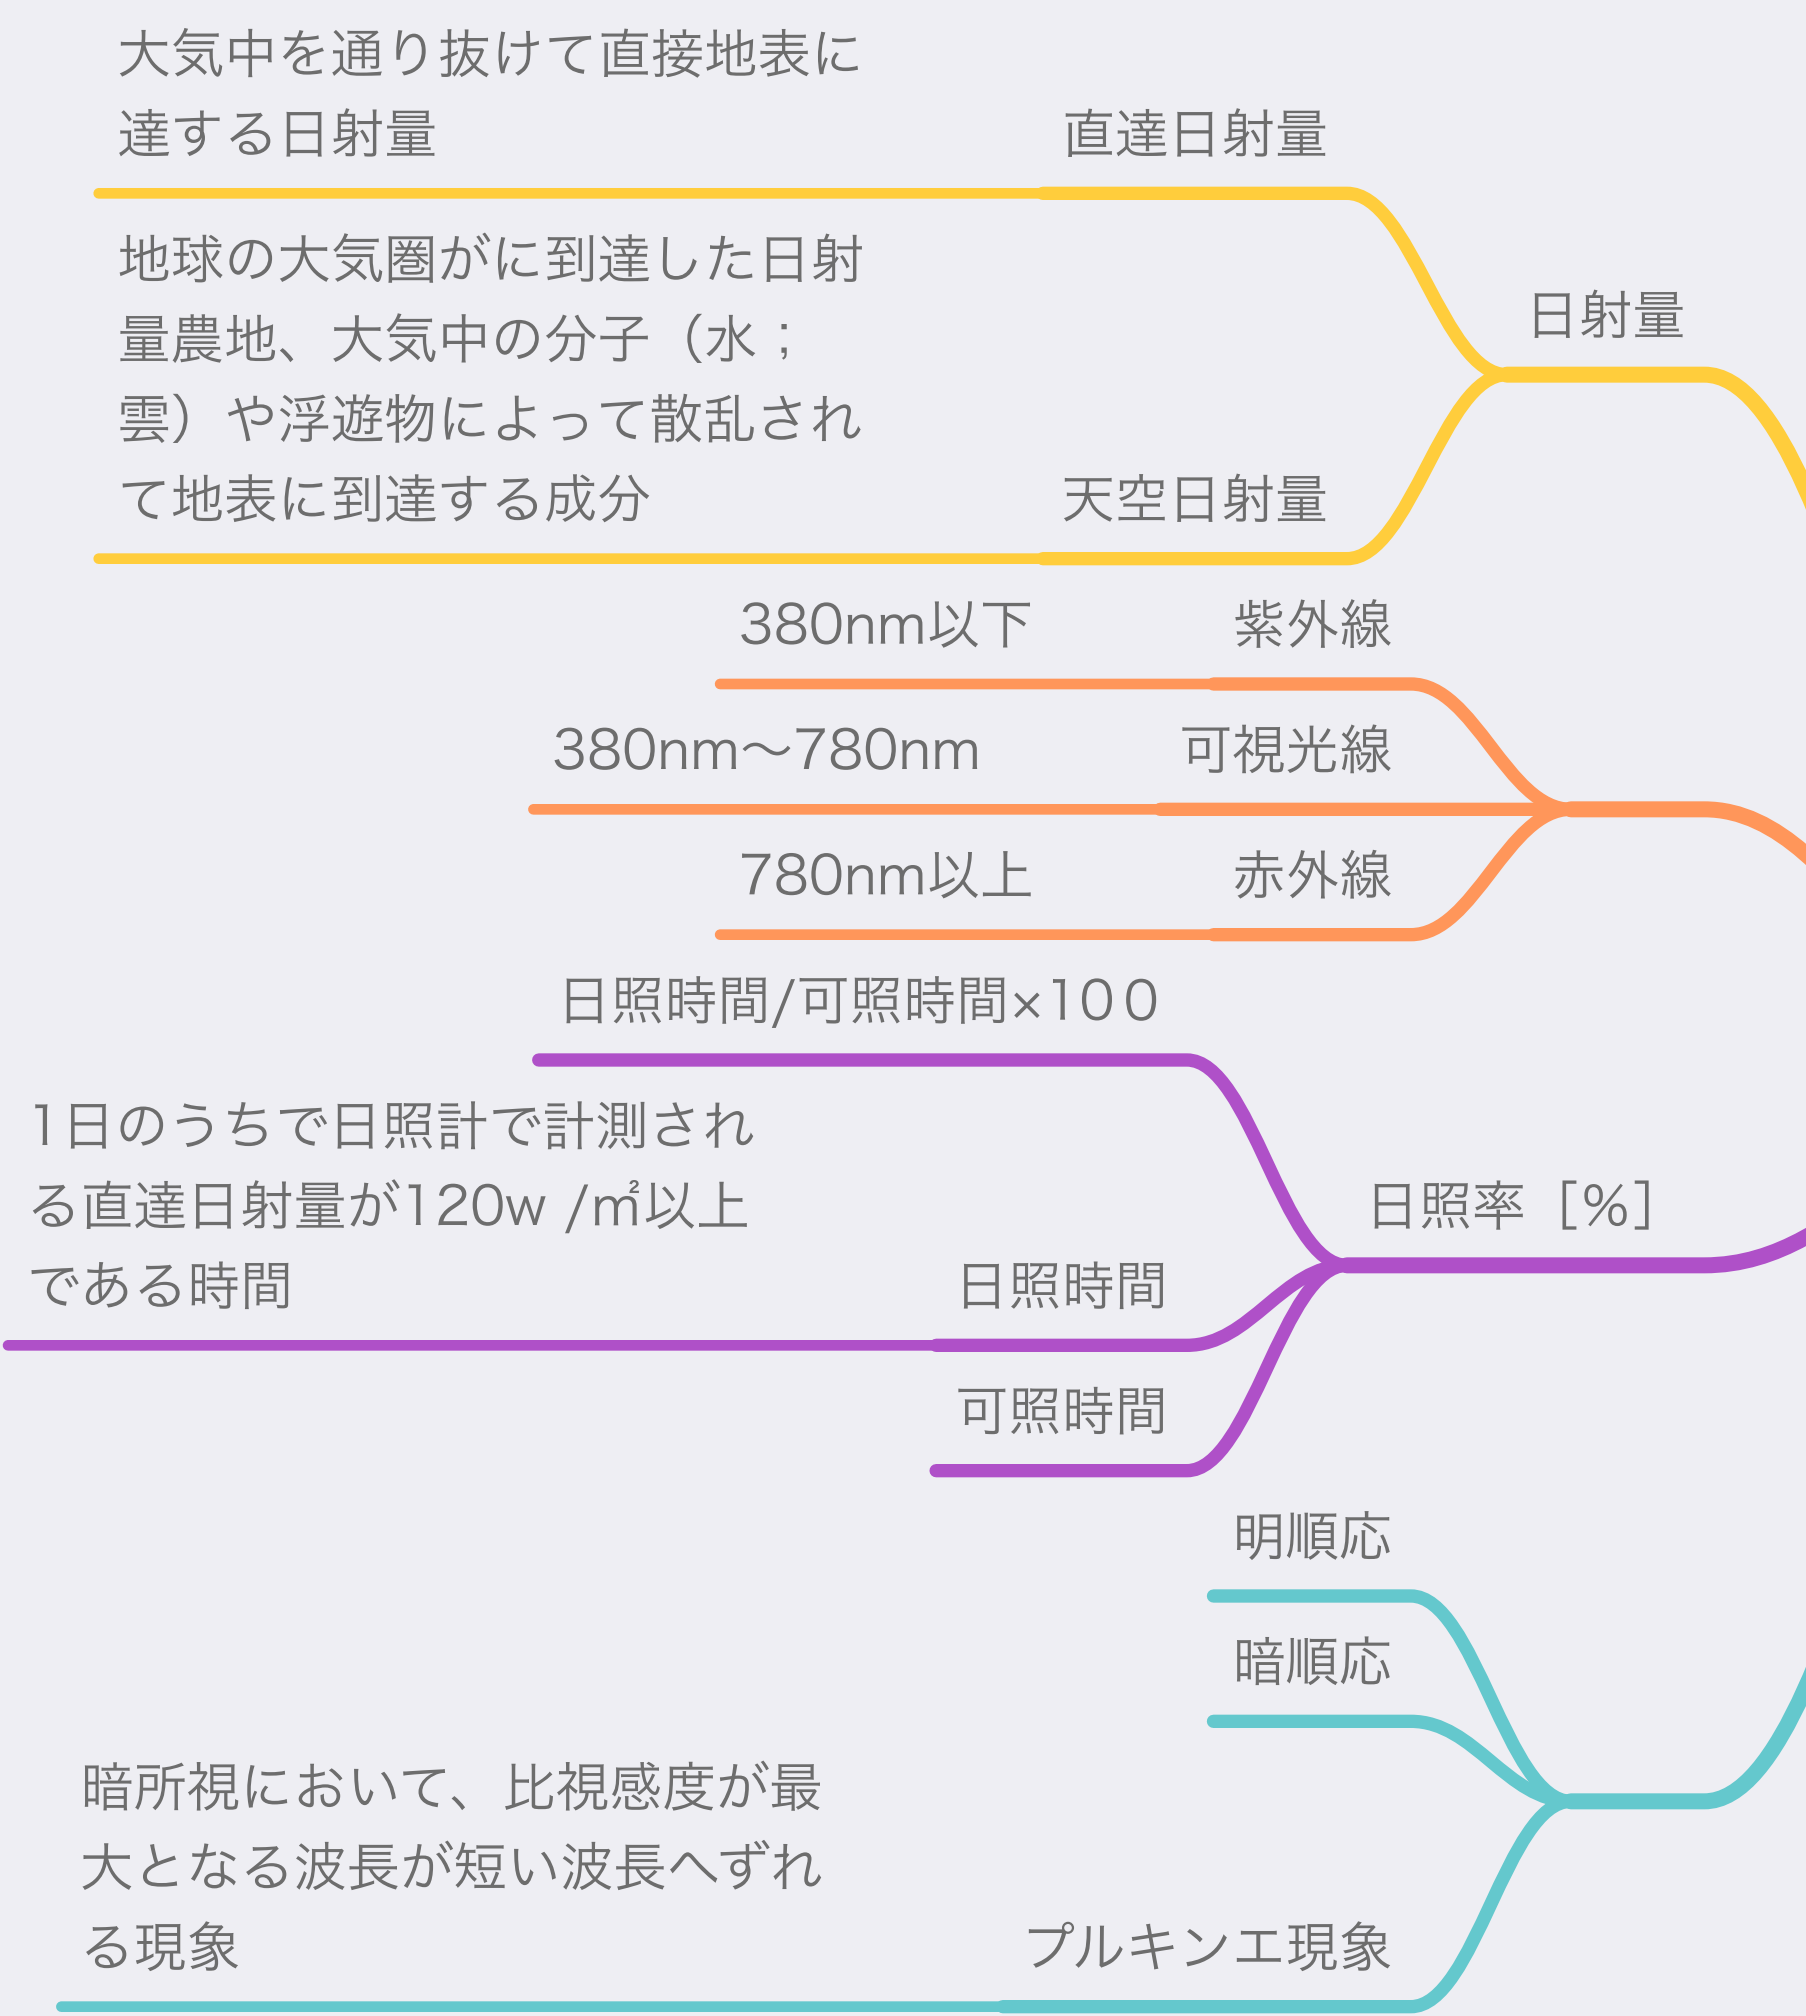 大気中を通り抜けて直接地表に
達する日射量
直達日射量
地球の大気圏がに到達した日射
量農地、大気中の分子（水；
雲）や浮遊物によって散乱され
て地表に到達する成分
天空日射量
日射量
380nm以下
紫外線
380nm〜780nm
可視光線
780nm以上
赤外線
日照時間/可照時間×1００
1日のうちで日照計で計測され
る直達日射量が120w /㎡以上
である時間
日照時間
可照時間
日照率［%］
明順応
暗順応
暗所視において、比視感度が最
大となる波長が短い波長へずれ
る現象
プルキンエ現象